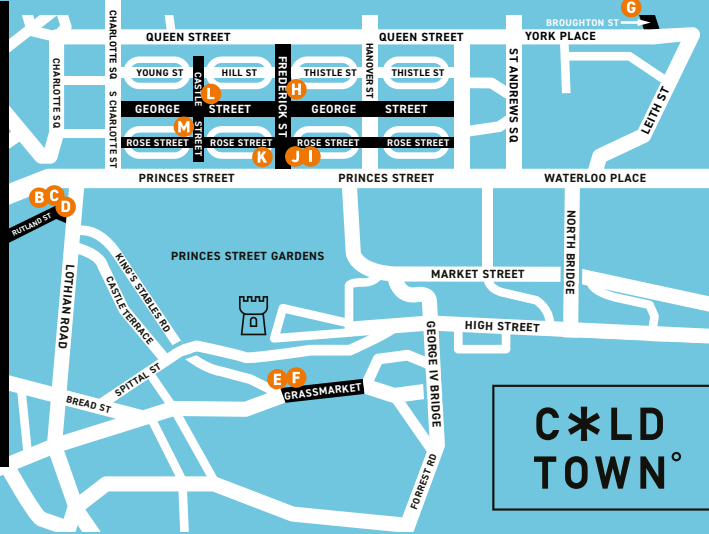 G
BROUGHTON ST
CHARLOTTE SQ
QUEEN STREET
QUEEN STREET
YORK PLACE
CHARLOTTE SQ
YOUNG ST
CASTLE STREET
HILL ST
FREDERICK ST
THISTLE ST
HANOVER ST
THISTLE ST
ST ANDREWS SQ
LEITH ST
L
H
S CHARLOTTE ST
GEORGE STREET
GEORGE STREET
M
ROSE STREET
ROSE STREET
ROSE STREET
ROSE STREET
K
J
I
PRINCES STREET
PRINCES STREET
WATERLOO PLACE
B
C
D
RUTLAND ST
LOTHIAN ROAD
KING'S STABLES RD
CASTLE TERRACE
PRINCES STREET GARDENS
NORTH BRIDGE
MARKET STREET
HIGH STREET
GEORGE IV BRIDGE
SPITTAL ST
BREAD ST
E
F
GRASSMARKET
FORREST RD
C*LD
TOWN°